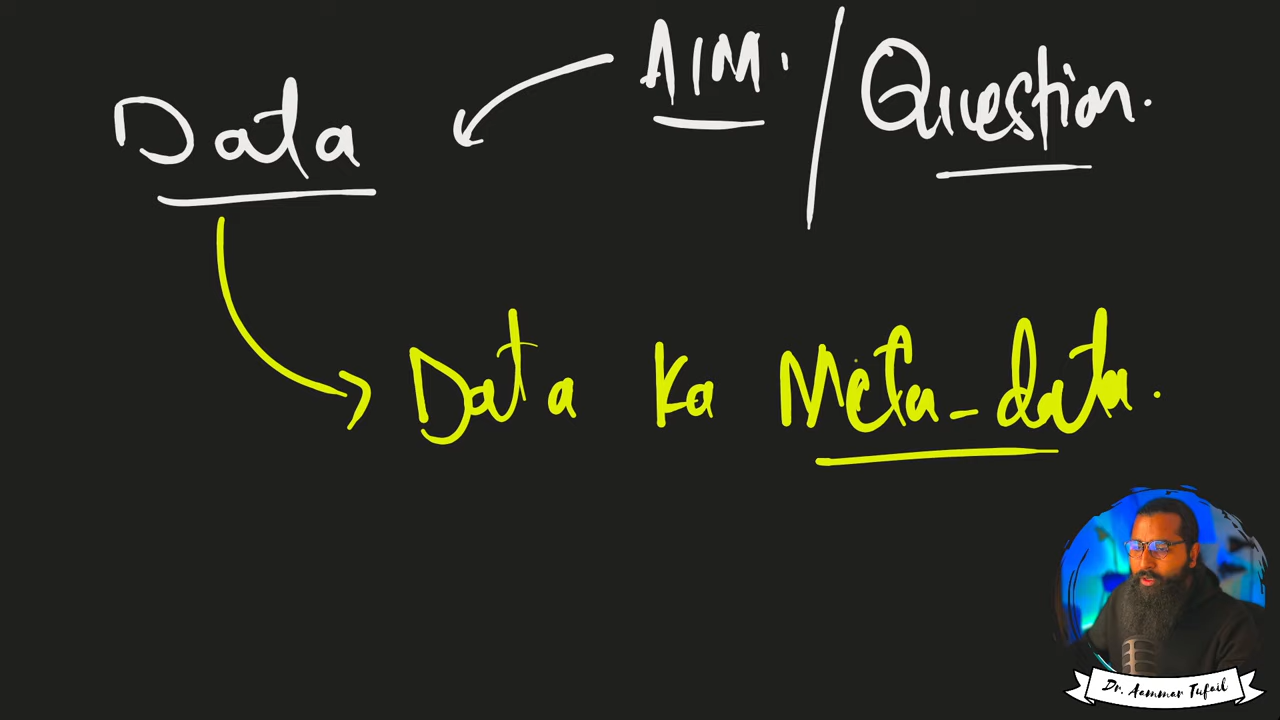 Data ← AIM. / Question.
→ Data Ka Meta-data.
Dr. Aammar Tufail